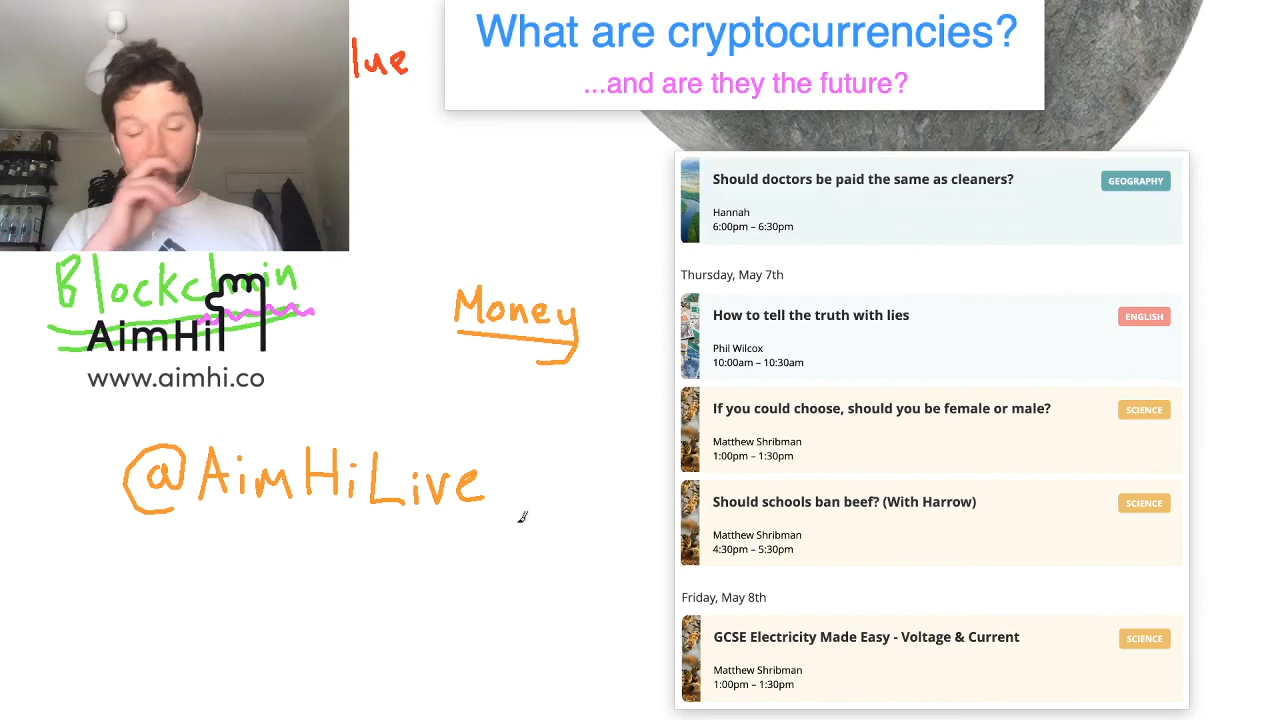 What are cryptocurrencies?
...and are they the future?
lue
Blockchain
AimHi
www.aimhi.co
Money
@AimHiLive
Should doctors be paid the same as cleaners?
GEOGRAPHY
Hannah
6:00pm – 6:30pm
Thursday, May 7th
How to tell the truth with lies
ENGLISH
Phil Wilcox
10:00am – 10:30am
If you could choose, should you be female or male?
SCIENCE
Matthew Shribman
1:00pm – 1:30pm
Should schools ban beef? (With Harrow)
SCIENCE
Matthew Shribman
4:30pm – 5:30pm
Friday, May 8th
GCSE Electricity Made Easy - Voltage & Current
SCIENCE
Matthew Shribman
1:00pm – 1:30pm